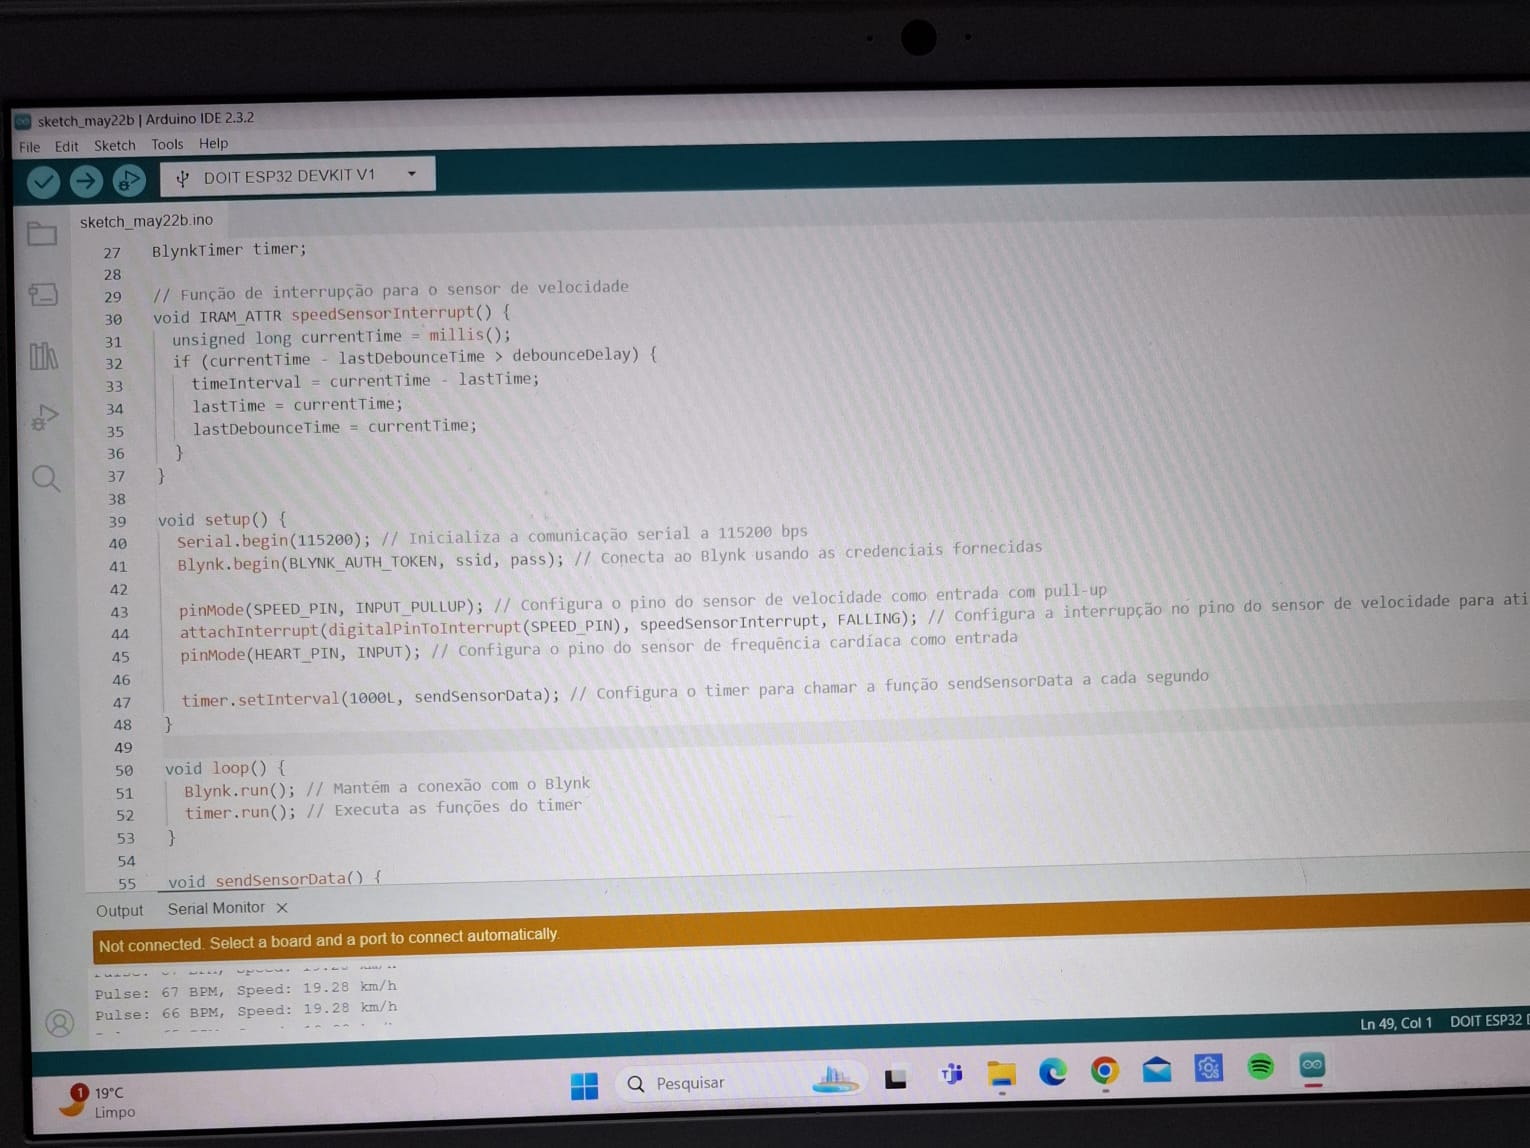 sketch_may22b | Arduino IDE 2.3.2
File Edit Sketch Tools Help
DOIT ESP32 DEVKIT V1
sketch_may22b.ino
27 BlynkTimer timer;
28
29 // Função de interrupção para o sensor de velocidade
30 void IRAM_ATTR speedSensorInterrupt() {
31 unsigned long currentTime = millis();
32 if (currentTime - lastDebounceTime > debounceDelay) {
33 timeInterval = currentTime - lastTime;
34 lastTime = currentTime;
35 lastDebounceTime = currentTime;
36 }
37 }
38
39 void setup() {
40 Serial.begin(115200); // Inicializa a comunicação serial a 115200 bps
41 Blynk.begin(BLYNK_AUTH_TOKEN, ssid, pass); // Conecta ao Blynk usando as credenciais fornecidas
42
43 pinMode(SPEED_PIN, INPUT_PULLUP); // Configura o pino do sensor de velocidade como entrada com pull-up
44 attachInterrupt(digitalPinToInterrupt(SPEED_PIN), speedSensorInterrupt, FALLING); // Configura a interrupção no pino do sensor de velocidade para ati
45 pinMode(HEART_PIN, INPUT); // Configura o pino do sensor de frequência cardíaca como entrada
46
47 timer.setInterval(1000L, sendSensorData); // Configura o timer para chamar a função sendSensorData a cada segundo
48 }
49
50 void loop() {
51 Blynk.run(); // Mantém a conexão com o Blynk
52 timer.run(); // Executa as funções do timer
53 }
54
55 void sendSensorData() {
Output Serial Monitor X
Not connected. Select a board and a port to connect automatically.
Pulse: 67 BPM, Speed: 19.28 km/h
Pulse: 66 BPM, Speed: 19.28 km/h
Ln 49, Col 1 DOIT ESP32
1 19°C
Limpo
Pesquisar